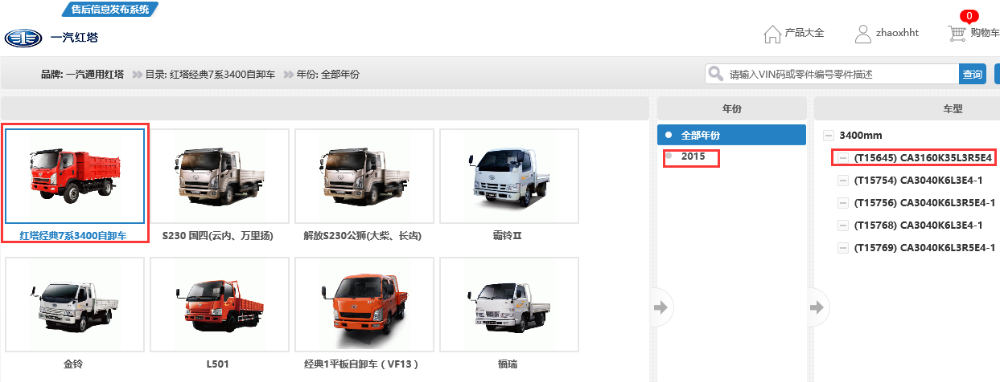 售后信息发布系统
一汽红塔
产品大全
zhaoxhht
0
购物车
品牌: 一汽通用红塔 目录: 红塔经典7系3400自卸车 年份: 全部年份
请输入VIN码或零件编号零件描述
查询
年份
车型
全部年份
2015
3400mm
(T15645) CA3160K35L3R5E4
(T15754) CA3040K6L3E4-1
(T15756) CA3040K6L3R5E4-1
(T15768) CA3040K6L3E4-1
(T15769) CA3040K6L3R5E4-1
红塔经典7系3400自卸车
S230 国四(云内、万里场)
解放S230公狮(大柴、长齿)
霸铃Ⅱ
金铃
L501
经典1平板自卸车（VF13）
福瑞